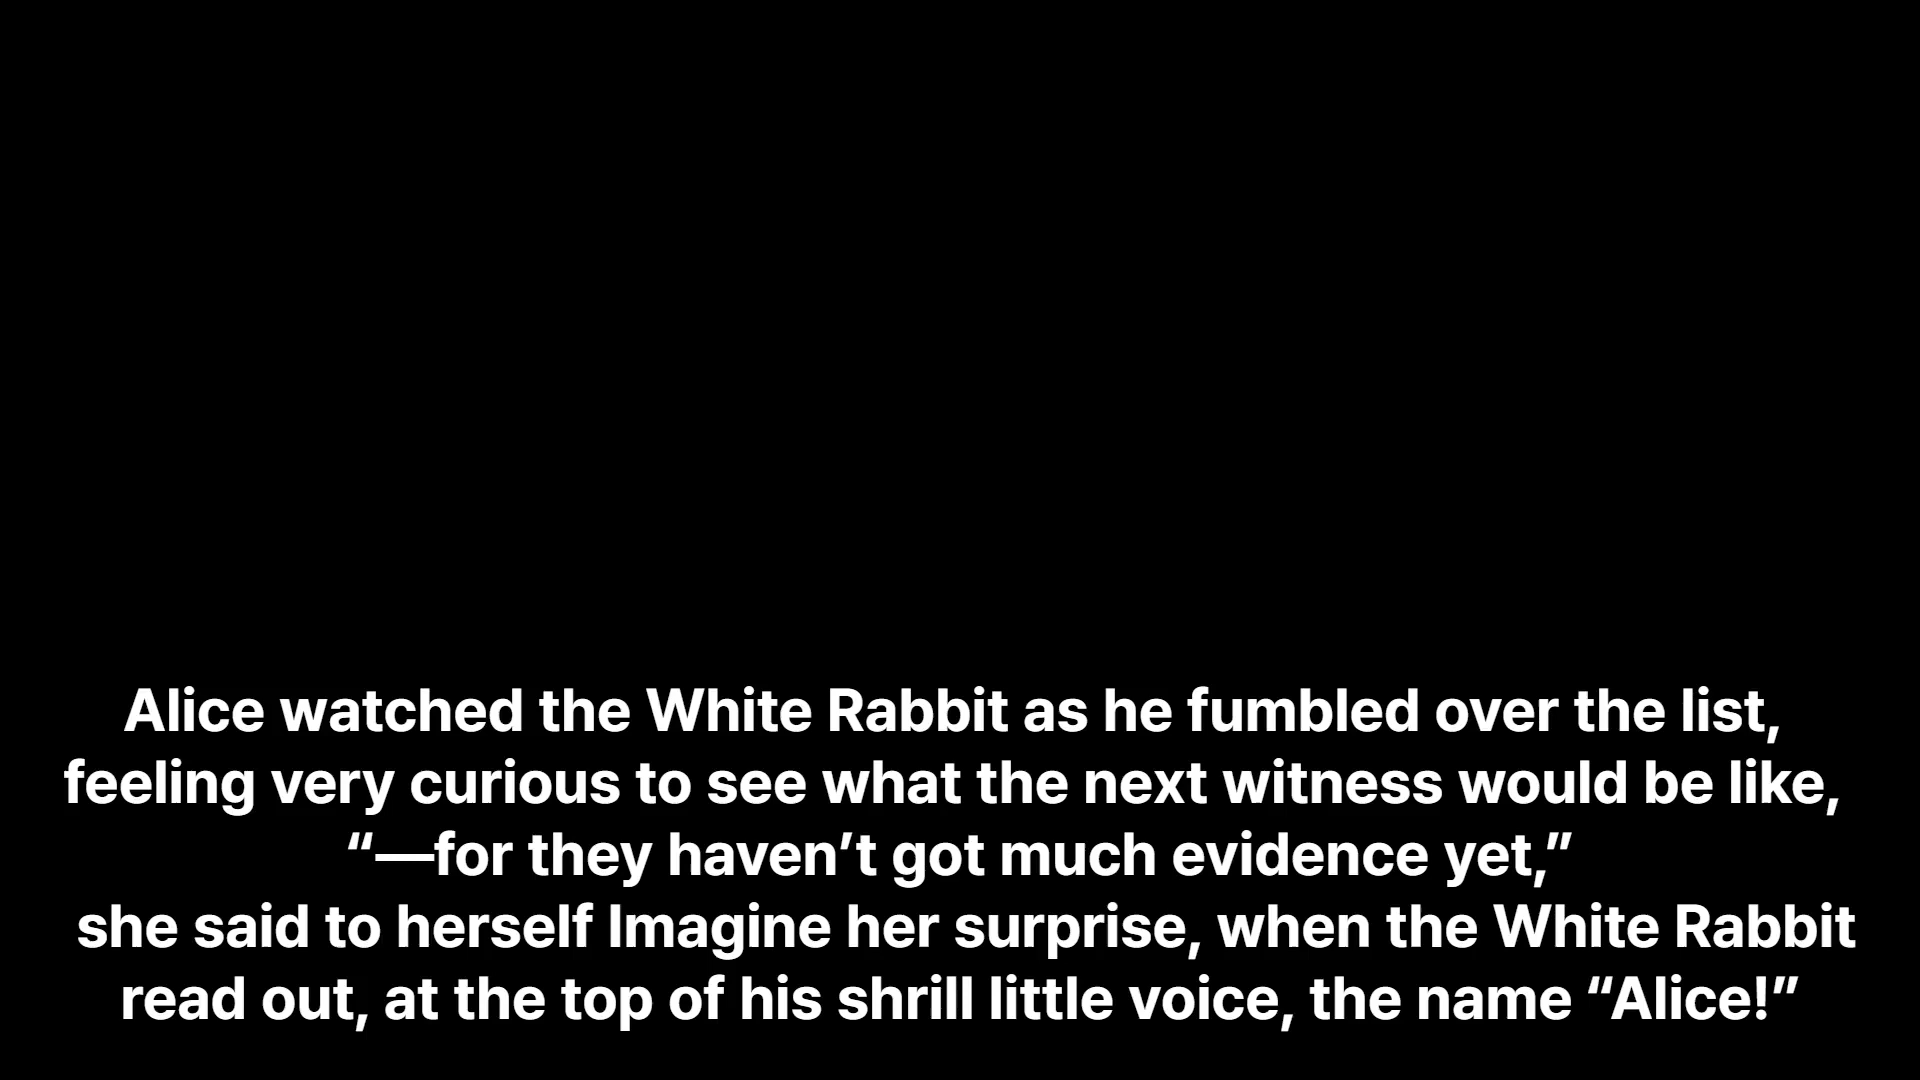 Alice watched the White Rabbit as he fumbled over the list,
feeling very curious to see what the next witness would be like,
“—for they haven’t got much evidence yet,”
she said to herself Imagine her surprise, when the White Rabbit
read out, at the top of his shrill little voice, the name “Alice!”